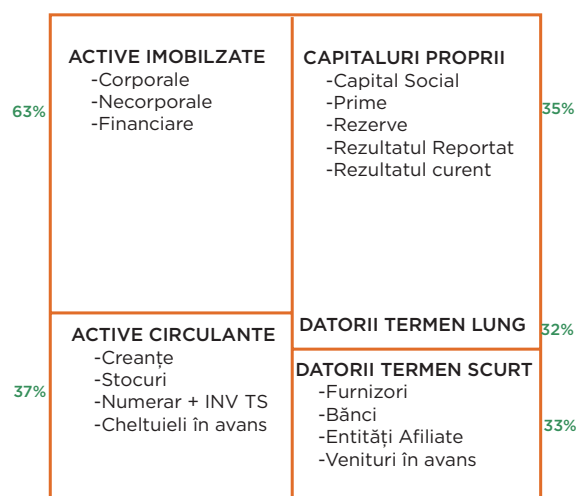 ACTIVE IMOBILZATE
-Corporale
-Necorporale
-Financiare
63%
CAPITALURI PROPRII
-Capital Social
-Prime
-Rezerve
-Rezultatul Reportat
-Rezultatul curent
35%
ACTIVE CIRCULANTE
-Creanțe
-Stocuri
-Numerar + INV TS
-Cheltuieli în avans
37%
DATORII TERMEN LUNG
32%
DATORII TERMEN SCURT
-Furnizori
-Bănci
-Entități Afiliate
-Venituri în avans
33%